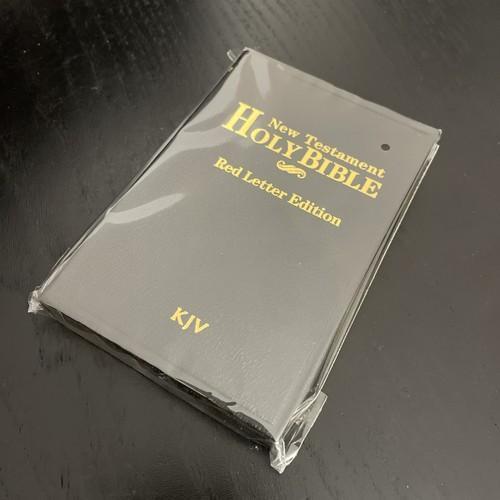 New Testament
HOLY BIBLE
Red Letter Edition
KJV